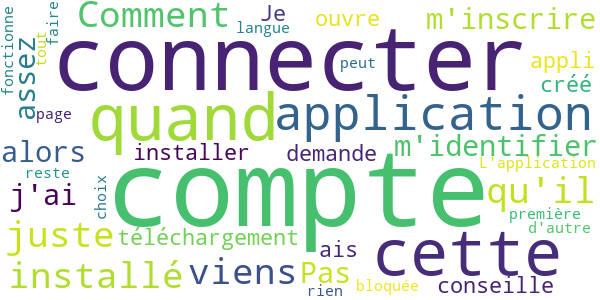 fonctionne
tout
faire
Comment
Je
langue
ouvre
m'inscrire
assez
connecter
peut
appli
créé
page
quand
application
alors
installer
demande
m'identifier
L'application
reste
j'ai
choix
compte
qu'il
première
d'autre
juste
téléchargement
ais
cette
installé
viens
Pas
rien
bloquée
conseille